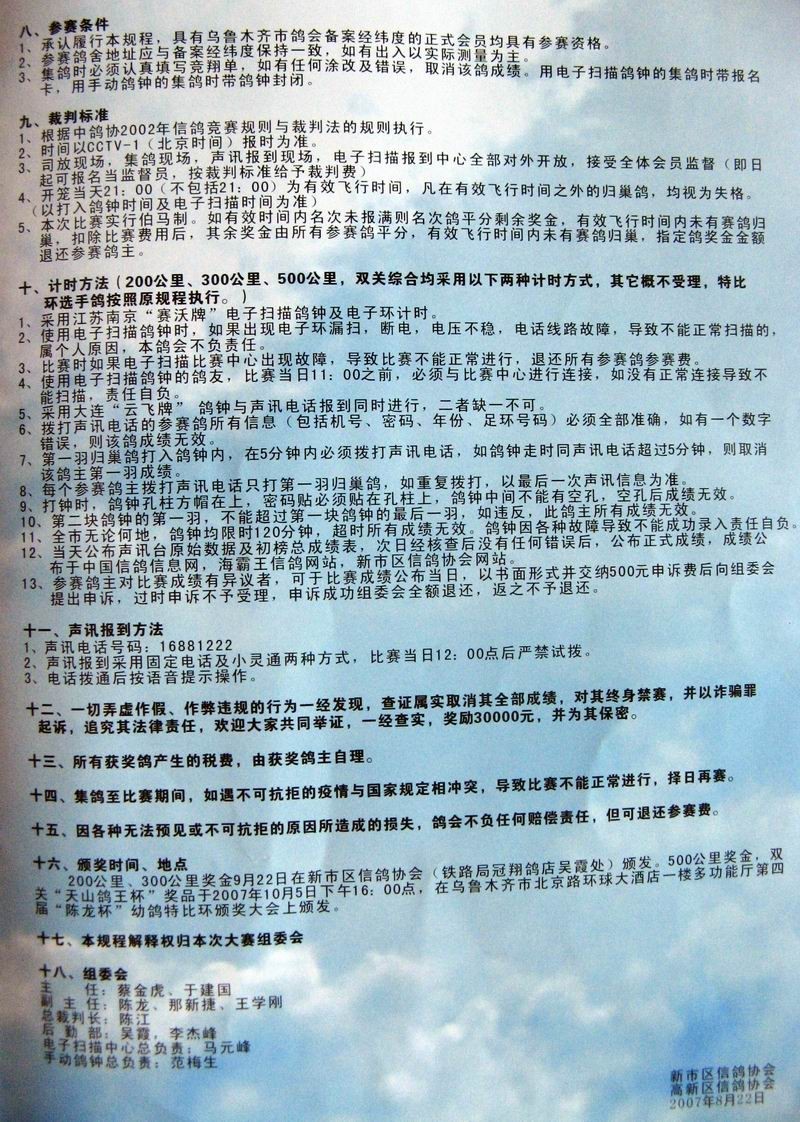 八、参赛条件
1、承认履行本规程，具有乌鲁木齐市鸽会备案经纬度的正式会员均具有参赛资格。
2、参赛鸽舍地址应与备案经纬度保持一致，如有出入以实际测量为主。
3、集鸽时必须认真填写竞翔单，如有任何涂改及错误，取消该鸽成绩。用电子扫描鸽钟的集鸽时带报名
卡，用手动鸽钟的集鸽时带鸽钟封闭。
九、裁判标准
1、根据中鸽协2002年信鸽竞赛规则与裁判法的规则执行。
2、时间以CCTV-1（北京时间）报时为准。
3、司放现场，集鸽现场，声讯报到现场，电子扫描报到中心全部对外开放，接受全体会员监督（即日
起可报名当监督员，按裁判标准给予裁判费）
4、开笼当天21：00（不包括21：00）为有效飞行时间，凡在有效飞行时间之外的归巢鸽，均视为失格。
（以打入鸽钟时间及电子扫描时间为准）
5、本次比赛实行伯马制。如有效时间内名次未报满则名次鸽平分剩余奖金，有效飞行时间内未有赛鸽归
巢，扣除比赛费用后，其余奖金由所有参赛鸽平分，有效飞行时间内未有赛鸽归巢，指定鸽奖金金额
退还参赛鸽主。
十、计时方法（200公里、300公里、500公里，双关综合均采用以下两种计时方式，其它概不受理，特比
环选手鸽按照原规程执行。）
1、采用江苏南京“赛沃牌”电子扫描鸽钟及电子环计时。
2、使用电子扫描鸽钟时，如果出现电子环漏扫，断电，电压不稳，电话线路故障，导致不能正常扫描的，
属个人原因，本鸽会不负责任。
3、比赛时如果电子扫描比赛中心出现故障，导致比赛不能正常进行，退还所有参赛鸽参赛费。
4、使用电子扫描鸽钟的鸽友，比赛当日11：00之前，必须与比赛中心进行连接，如没有正常连接导致不
能扫描，责任自负。
5、采用大连“云飞牌” 鸽钟与声讯电话报到同时进行，二者缺一不可。
6、拨打声讯电话的参赛鸽所有信息（包括机号、密码、年份、足环号码）必须全部准确，如有一个数字
错误，则该鸽成绩无效。
7、第一羽归巢鸽打入鸽钟内，在5分钟内必须拨打声讯电话，如鸽钟走时同声讯电话超过5分钟，则取消
该鸽主第一羽成绩。
8、每个参赛鸽主拨打声讯电话只打第一羽归巢鸽，如重复拨打，以最后一次声讯信息为准。
9、打钟时，鸽钟孔柱方帽在上，密码贴必须贴在孔柱上，鸽钟中间不能有空孔，空孔后成绩无效。
10、第二块鸽钟的第一羽，不能超过第一块鸽钟的最后一羽，如违反，此鸽主所有成绩无效。
11、全市无论何地，鸽钟均限时120分钟，超时所有成绩无效。鸽钟因各种故障导致不能成功录入责任自负。
12、当天公布声讯台原始数据及初榜总成绩表，次日经核查后没有任何错误后，公布正式成绩，成绩公
布于中国信鸽信息网，海霸王信鸽网站，新市区信鸽协会网站。
13、参赛鸽主对比赛成绩有异议者，可于比赛成绩公布当日，以书面形式并交纳500元申诉费后向组委会
提出申诉，过时申诉不予受理，申诉成功组委会全额退还，返之不予退还。
十一、声讯报到方法
1、声讯电话号码：16881222
2、声讯报到采用固定电话及小灵通两种方式，比赛当日12：00点后严禁试拨。
3、电话拨通后按语音提示操作。
十二、一切弄虚作假、作弊违规的行为一经发现，查证属实取消其全部成绩，对其终身禁赛，并以诈骗罪
起诉，追究其法律责任，欢迎大家共同举证，一经查实，奖励30000元，并为其保密。
十三、所有获奖鸽产生的税费，由获奖鸽主自理。
十四、集鸽至比赛期间，如遇不可抗拒的疫情与国家规定相冲突，导致比赛不能正常进行，择日再赛。
十五、因各种无法预见或不可抗拒的原因所造成的损失，鸽会不负任何赔偿责任，但可退还参赛费。
十六、颁奖时间、地点
200公里、300公里奖金9月22日在新市区信鸽协会（铁路局冠翔鸽店吴霞处）颁发。500公里奖金，双
关“天山鸽王杯”奖品于2007年10月5日下午16：00点，在乌鲁木齐市北京路环球大酒店一楼多功能厅第四
届“陈龙杯”幼鸽特比环颁奖大会上颁发。
十七、本规程解释权归本次大赛组委会
十八、组委会
主 任：蔡金虎、于建国
副 主 任：陈龙、那新捷、王学刚
总裁判长：陈江
后 勤 部：吴霞，李杰峰
电子扫描中心总负责：马元峰
手动鸽钟总负责：范梅生
新市区信鸽协会
高新区信鸽协会
2007年8月22日